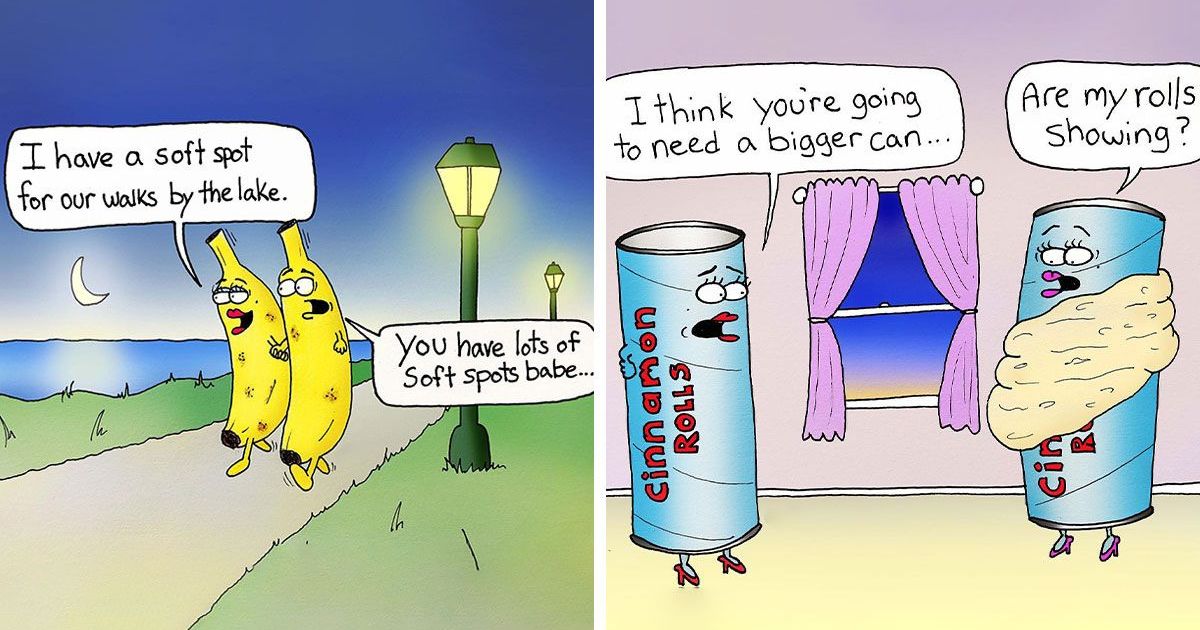 I have a soft spot
for our walks by the lake.
You have lots of
Soft spots babe...
I think you're going
to need a bigger can...
Are my rolls
showing?
Cinnamon
ROLLS
Cin
R